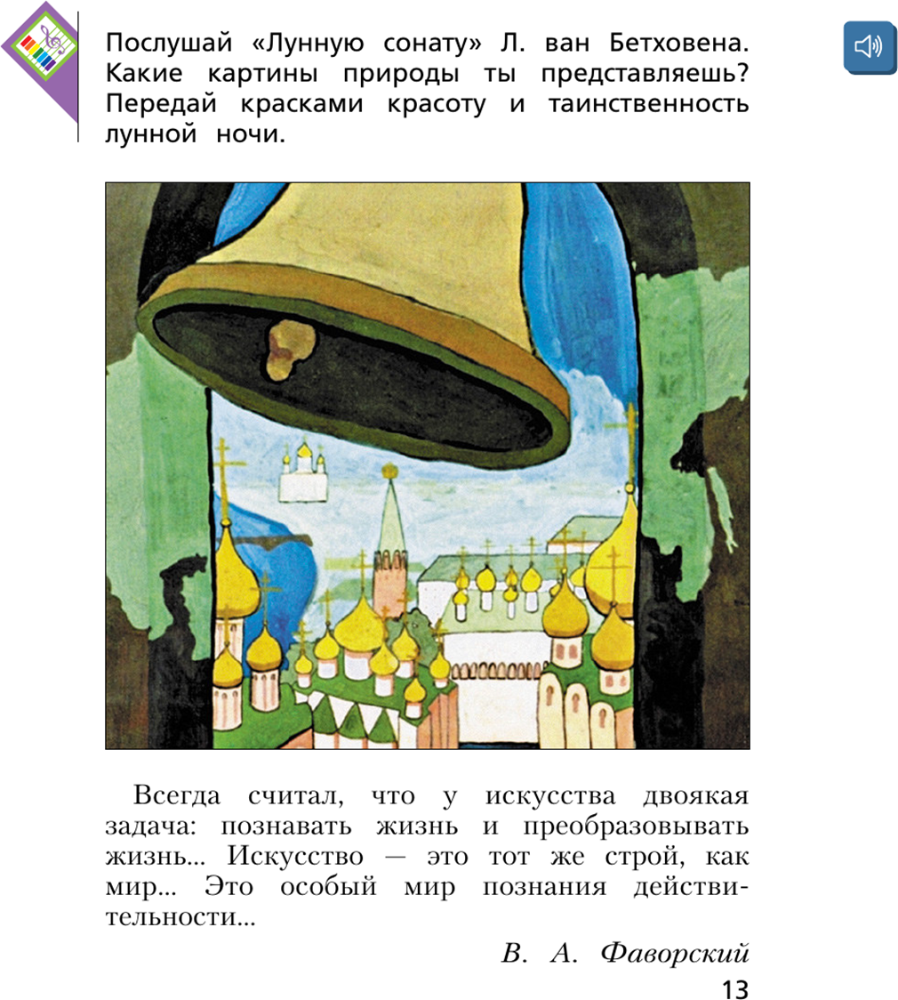 Послушай «Лунную сонату» Л. ван Бетховена.
Какие картины природы ты представляешь?
Передай красками красоту и таинственность
лунной ночи.
Всегда считал, что у искусства двоякая
задача: познавать жизнь и преобразовывать
жизнь... Искусство — это тот же строй, как
мир... Это особый мир познания действи-
тельности...
В. А. Фаворский
13